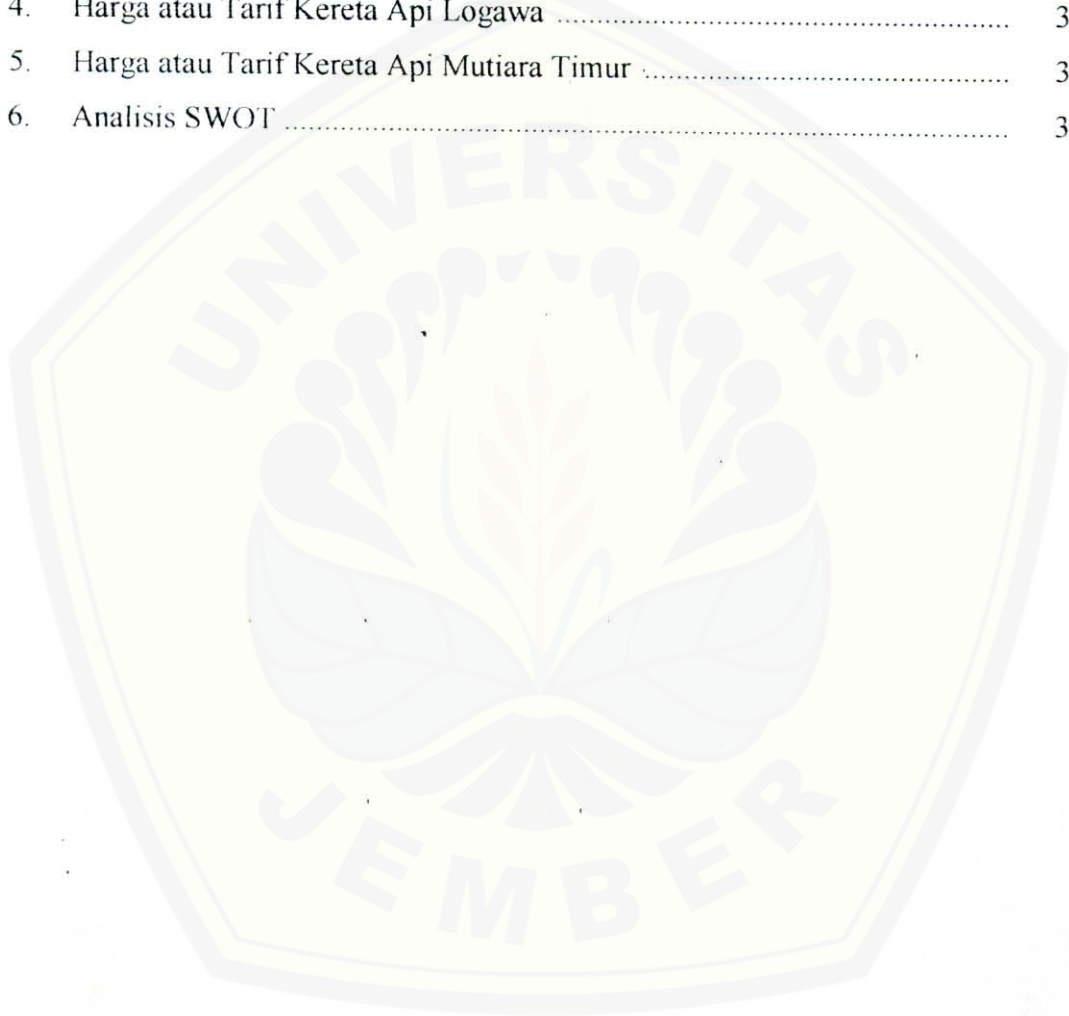 4. Harga atau Tarif Kereta Api Logawa ........................................ 3
5. Harga atau Tarif Kereta Api Mutiara Timur ........................................ 3
6. Analisis SWOT ........................................ 3
UNIVERSITAS
JEMBER